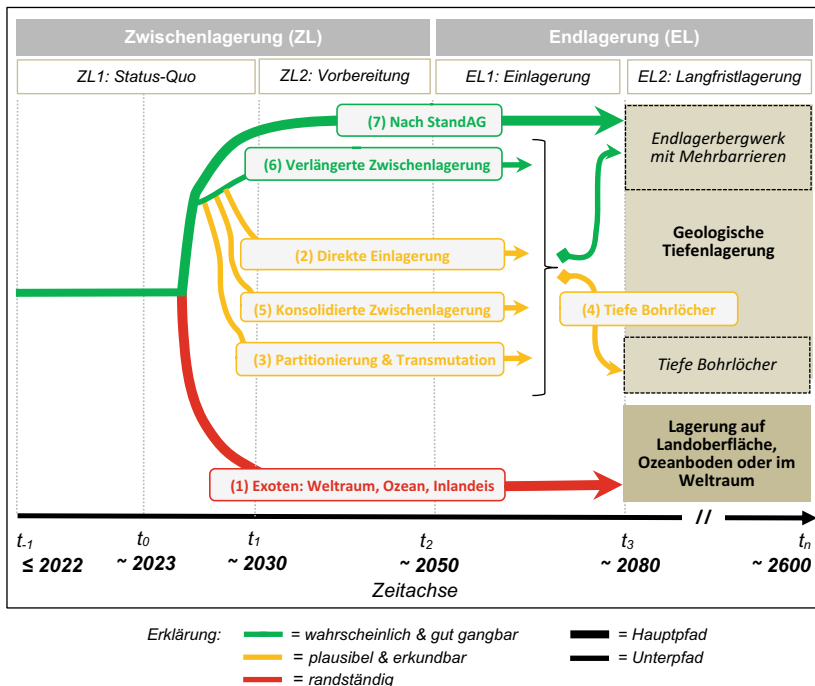 Zwischenlagerung (ZL)
Endlagerung (EL)
ZL1: Status-Quo
ZL2: Vorbereitung
EL1: Einlagerung
EL2: Langfristlagerung
(7) Nach StandAG
(6) Verlängerte Zwischenlagerung
Endlagerbergwerk
mit Mehrbarrieren
(2) Direkte Einlagerung
Geologische
Tiefenlagerung
(5) Konsolidierte Zwischenlagerung
(4) Tiefe Bohrlöcher
(3) Partitionierung & Transmutation
Tiefe Bohrlöcher
Lagerung auf
Landoberfläche,
Ozeanboden oder im
Weltraum
(1) Exoten: Weltraum, Ozean, Inlandeis
//
t-1
t0
t1
t2
t3
tn
≤ 2022
~ 2023
~ 2030
~ 2050
~ 2080
~ 2600
Zeitachse
Erklärung:
= wahrscheinlich & gut gangbar
= Hauptpfad
= plausibel & erkundbar
= Unterpfad
= randständig